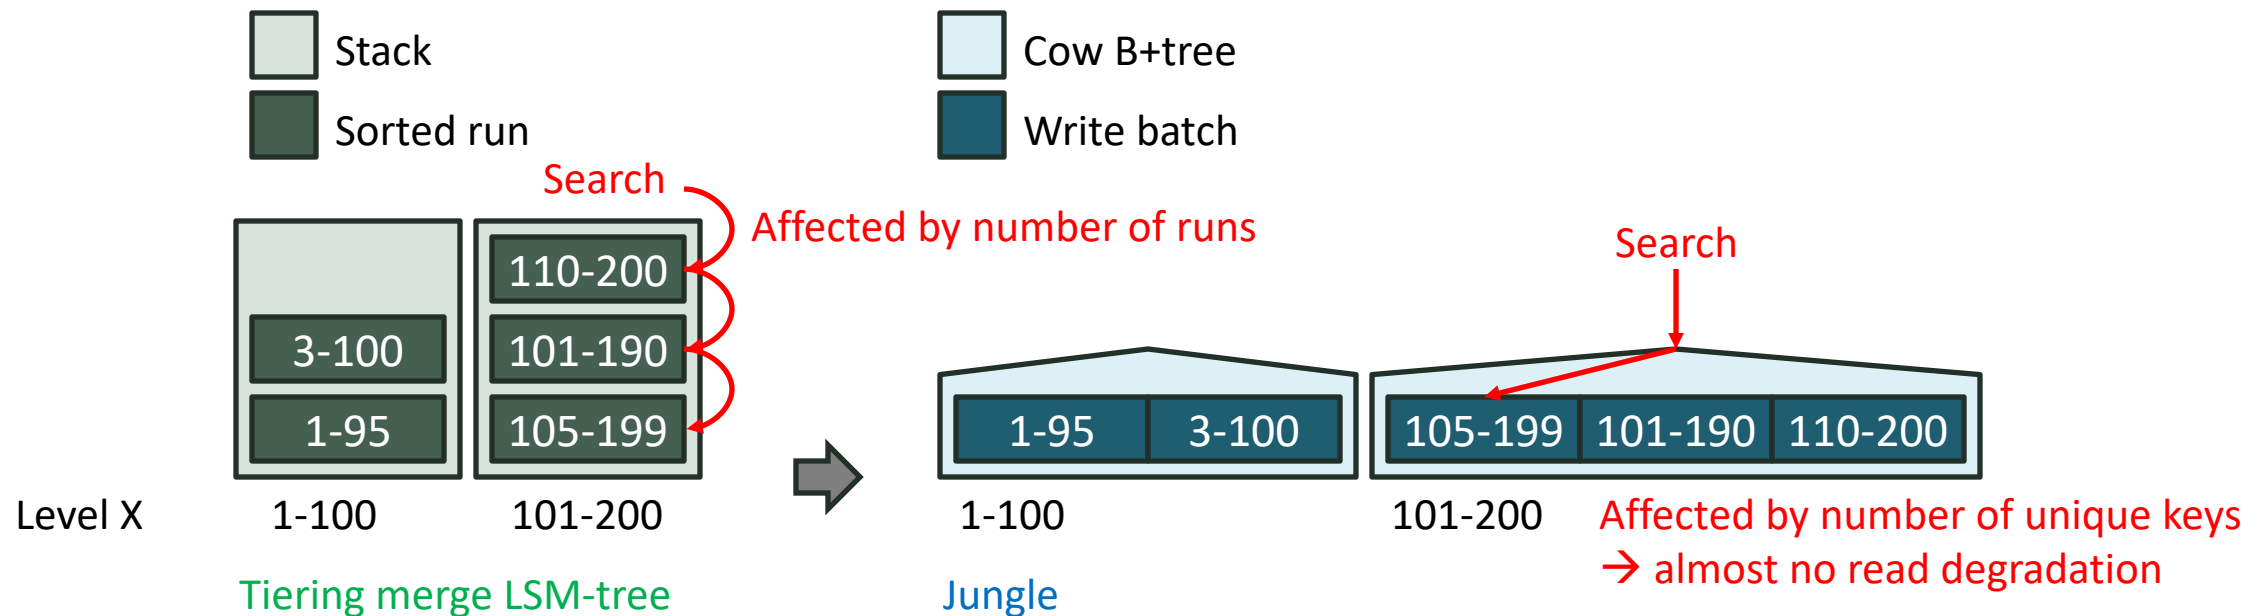 Stack
Sorted run
Cow B+tree
Write batch
Search
Affected by number of runs
Search
110-200
3-100
101-190
1-95
105-199
1-95
3-100
105-199
101-190
110-200
Level X
1-100
101-200
1-100
101-200
Affected by number of unique keys
→ almost no read degradation
Tiering merge LSM-tree
Jungle